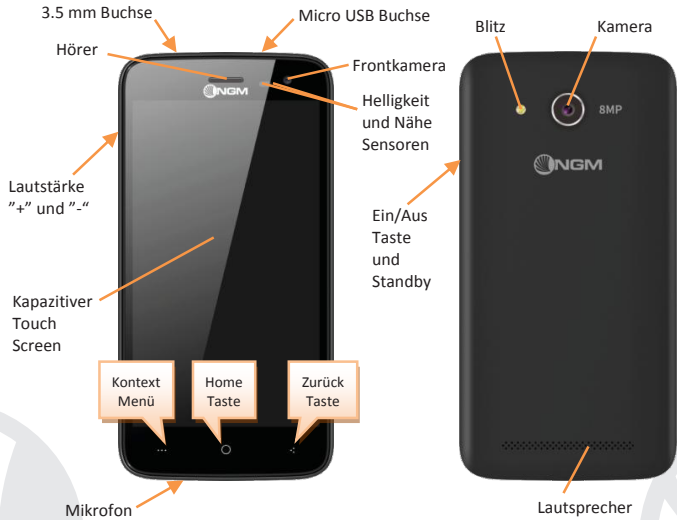 3.5 mm Buchse
Micro USB Buchse
Hörer
Frontkamera
NGM
Helligkeit
und Nähe
Sensoren
Lautstärke
”+” und ”-“
Kapazitiver
Touch
Screen
Kontext
Menü
Home
Taste
Zurück
Taste
Mikrofon
Blitz
Kamera
8MP
NGM
Ein/Aus
Taste
und
Standby
Lautsprecher